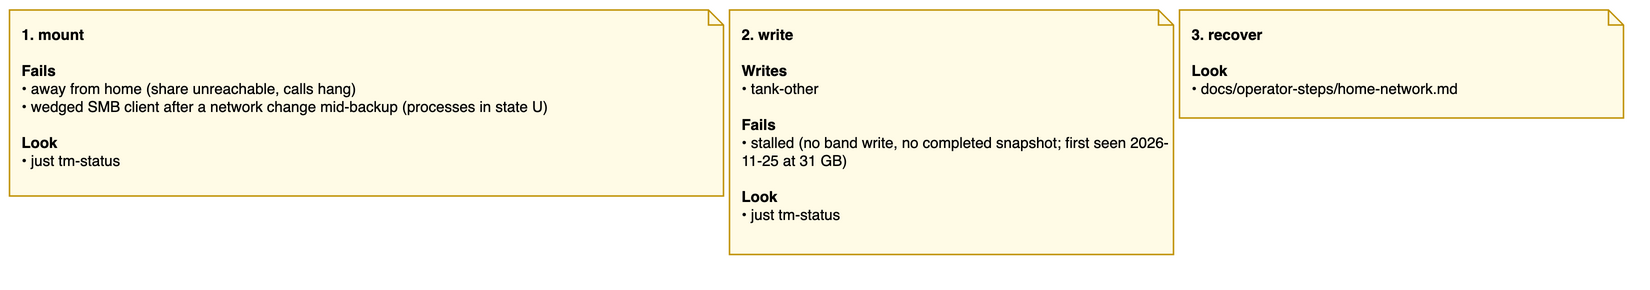 1. mount
Fails
• away from home (share unreachable, calls hang)
• wedged SMB client after a network change mid-backup (processes in state U)
Look
• just tm-status
2. write
Writes
• tank-other
Fails
• stalled (no band write, no completed snapshot; first seen 2026-
11-25 at 31 GB)
Look
• just tm-status
3. recover
Look
• docs/operator-steps/home-network.md